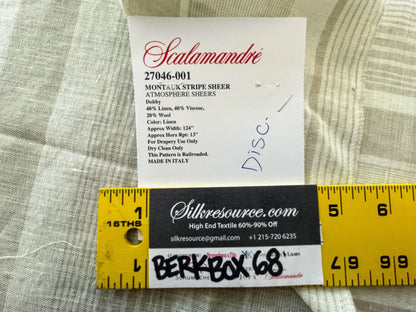 Scalamandré
27046-001
MONTAUK STRIPE SHEER
ATMOSPHERE SHEERS
Dobby
40% Linen, 40% Viscose,
20% Wool
Color: Linen
Approx Width: 124"
Approx Horz Rpt: 13"
For Drapery Use Only
Dry Clean Only
This Pattern is Railroaded.
MADE IN ITALY
Disc.
1
16THS
5
6
Silkresource.com
High End Textile 60%-90% Off
silkresource@gmail.com
+1 215-720 6235
BERKBOX 68
Scalamandre